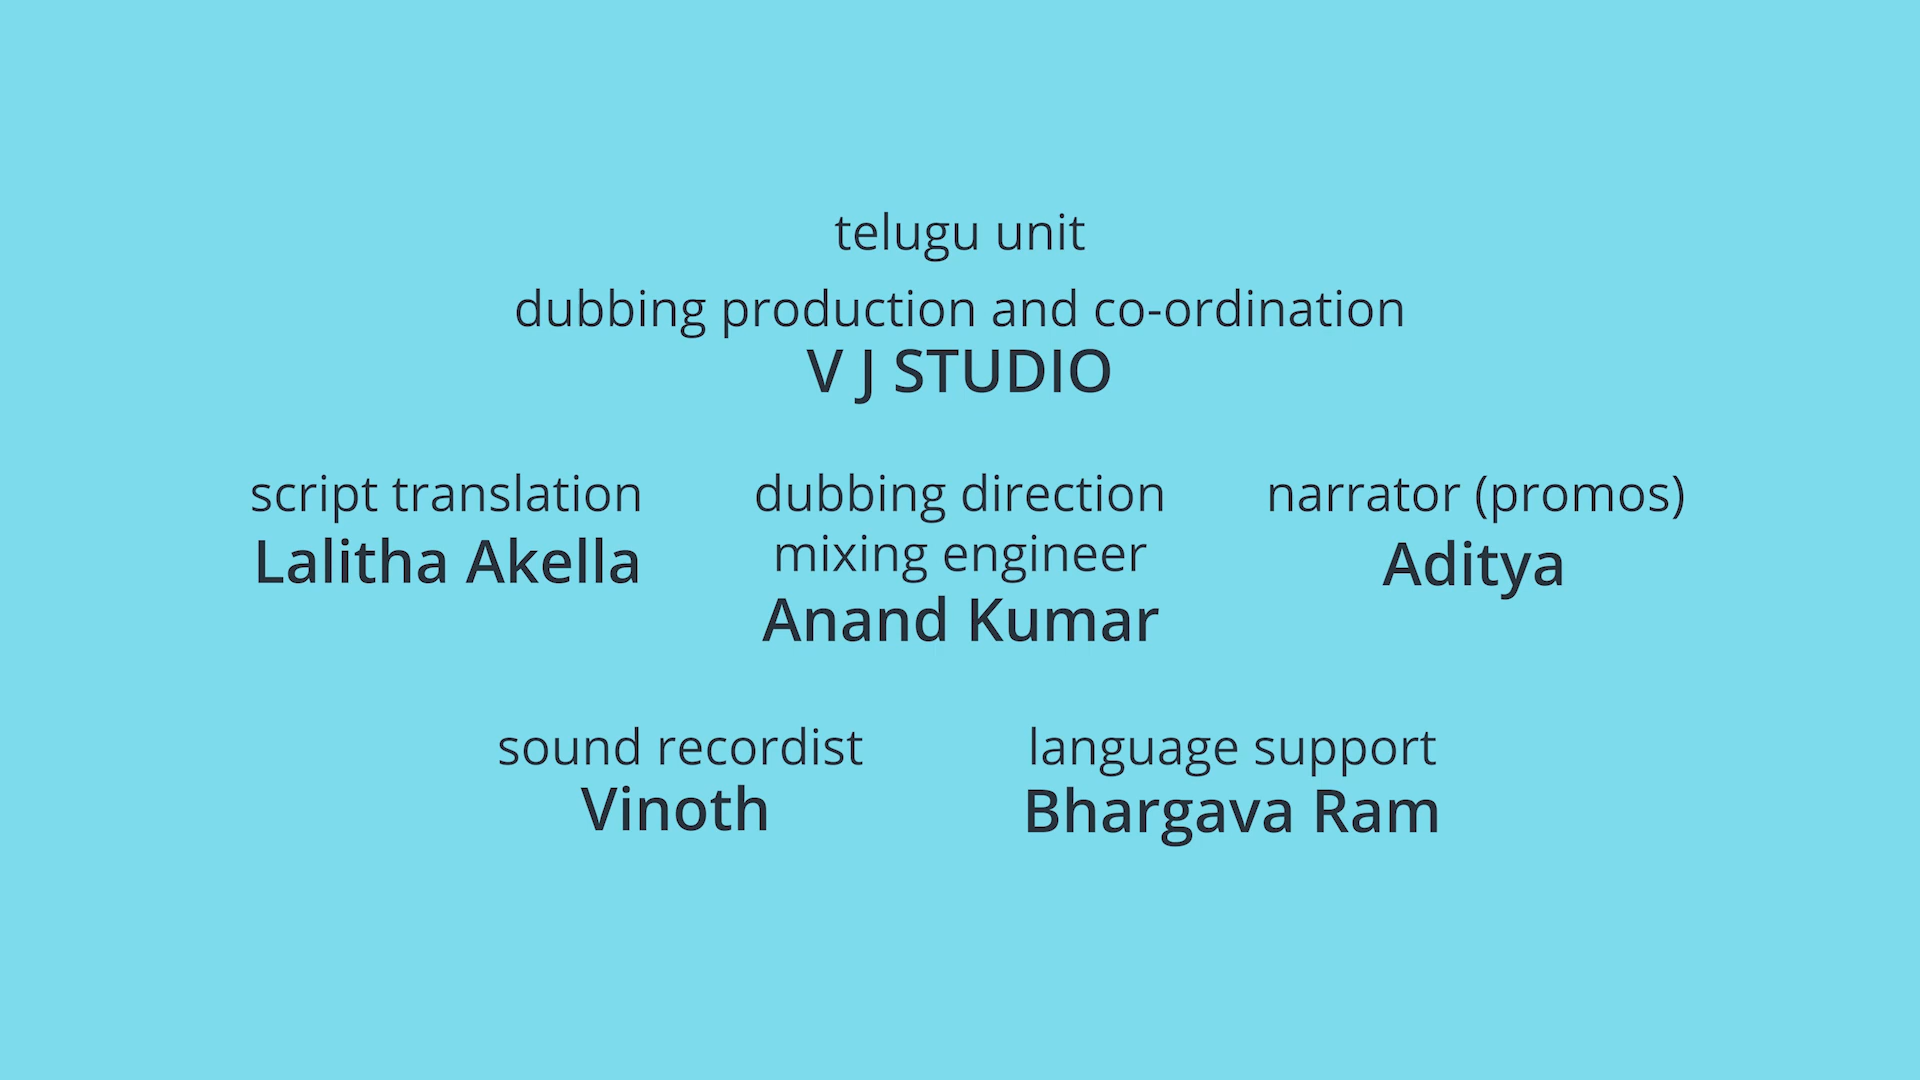 telugu unit
dubbing production and co-ordination
V J STUDIO
script translation
Lalitha Akella
dubbing direction
mixing engineer
Anand Kumar
narrator (promos)
Aditya
sound recordist
Vinoth
language support
Bhargava Ram